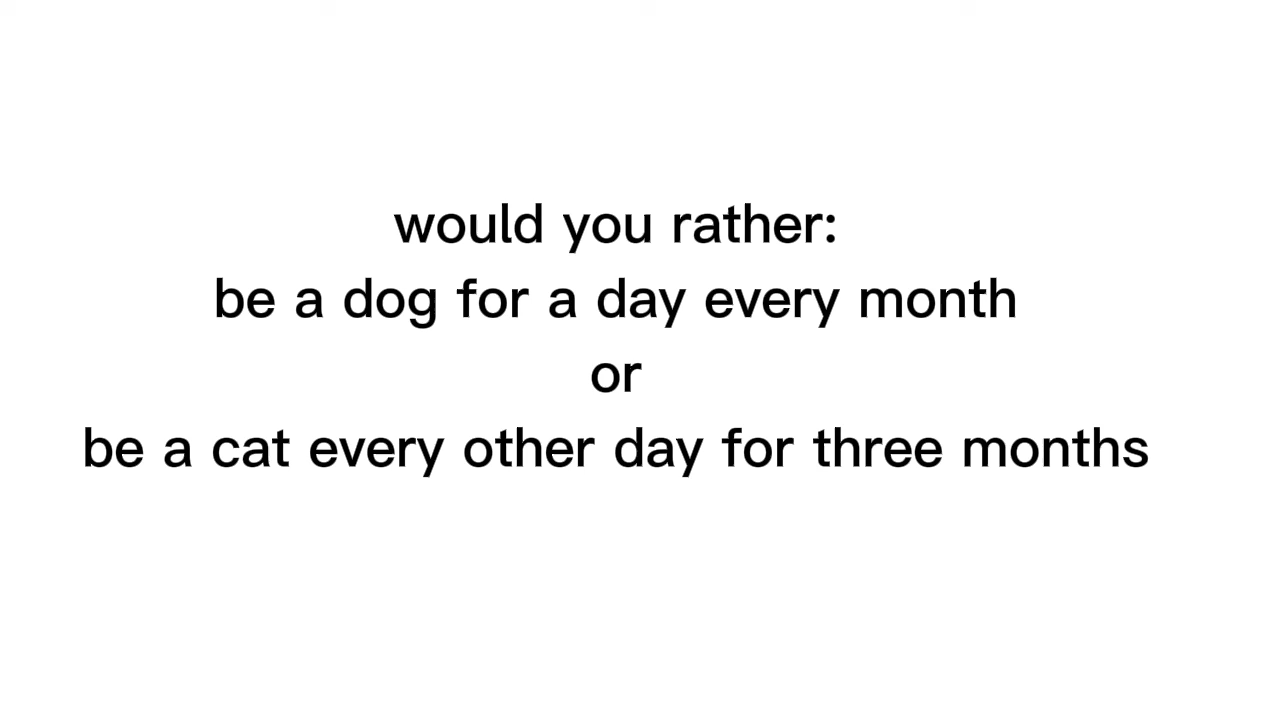 would you rather:
be a dog for a day every month
or
be a cat every other day for three months